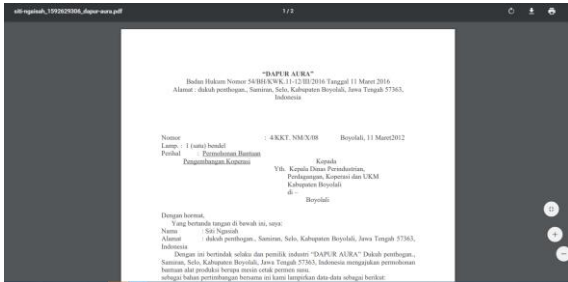 siti-ngaisah_1592629306_dapur-aura.pdf
1 / 2
"DAPUR AURA"
Badan Hukum Nomor 54/BH/KWK.11-12/III/2016 Tanggal 11 Maret 2016
Alamat : dukuh penthogan., Samiran, Selo, Kabupaten Boyolali, Jawa Tengah 57363,
Indonesia
Nomor : 4/KKT. NM/X/08 Boyolali, 11 Maret2012
Lamp. : 1 (satu) bendel
Perihal : Permohonan Bantuan
Pengembangan Koperasi Kepada
Yth. Kepala Dinas Perindustrian,
Perdagangan, Koperasi dan UKM
Kabupaten Boyolali
di –
Boyolali
Dengan hormat,
Yang bertanda tangan di bawah ini, saya:
Nama : Siti Ngaisah
Alamat : dukuh penthogan., Samiran, Selo, Kabupaten Boyolali, Jawa Tengah 57363,
Indonesia
Dengan ini bertindak selaku dan pemilik industri "DAPUR AURA" Dukuh penthogan.,
Samiran, Selo, Kabupaten Boyolali, Jawa Tengah 57363, Indonesia mengajukan permohonan
bantuan alat produksi berupa mesin cetak permen susu.
sebagai bahan pertimbangan bersama ini kami lampirkan data-data sebagai berikut: